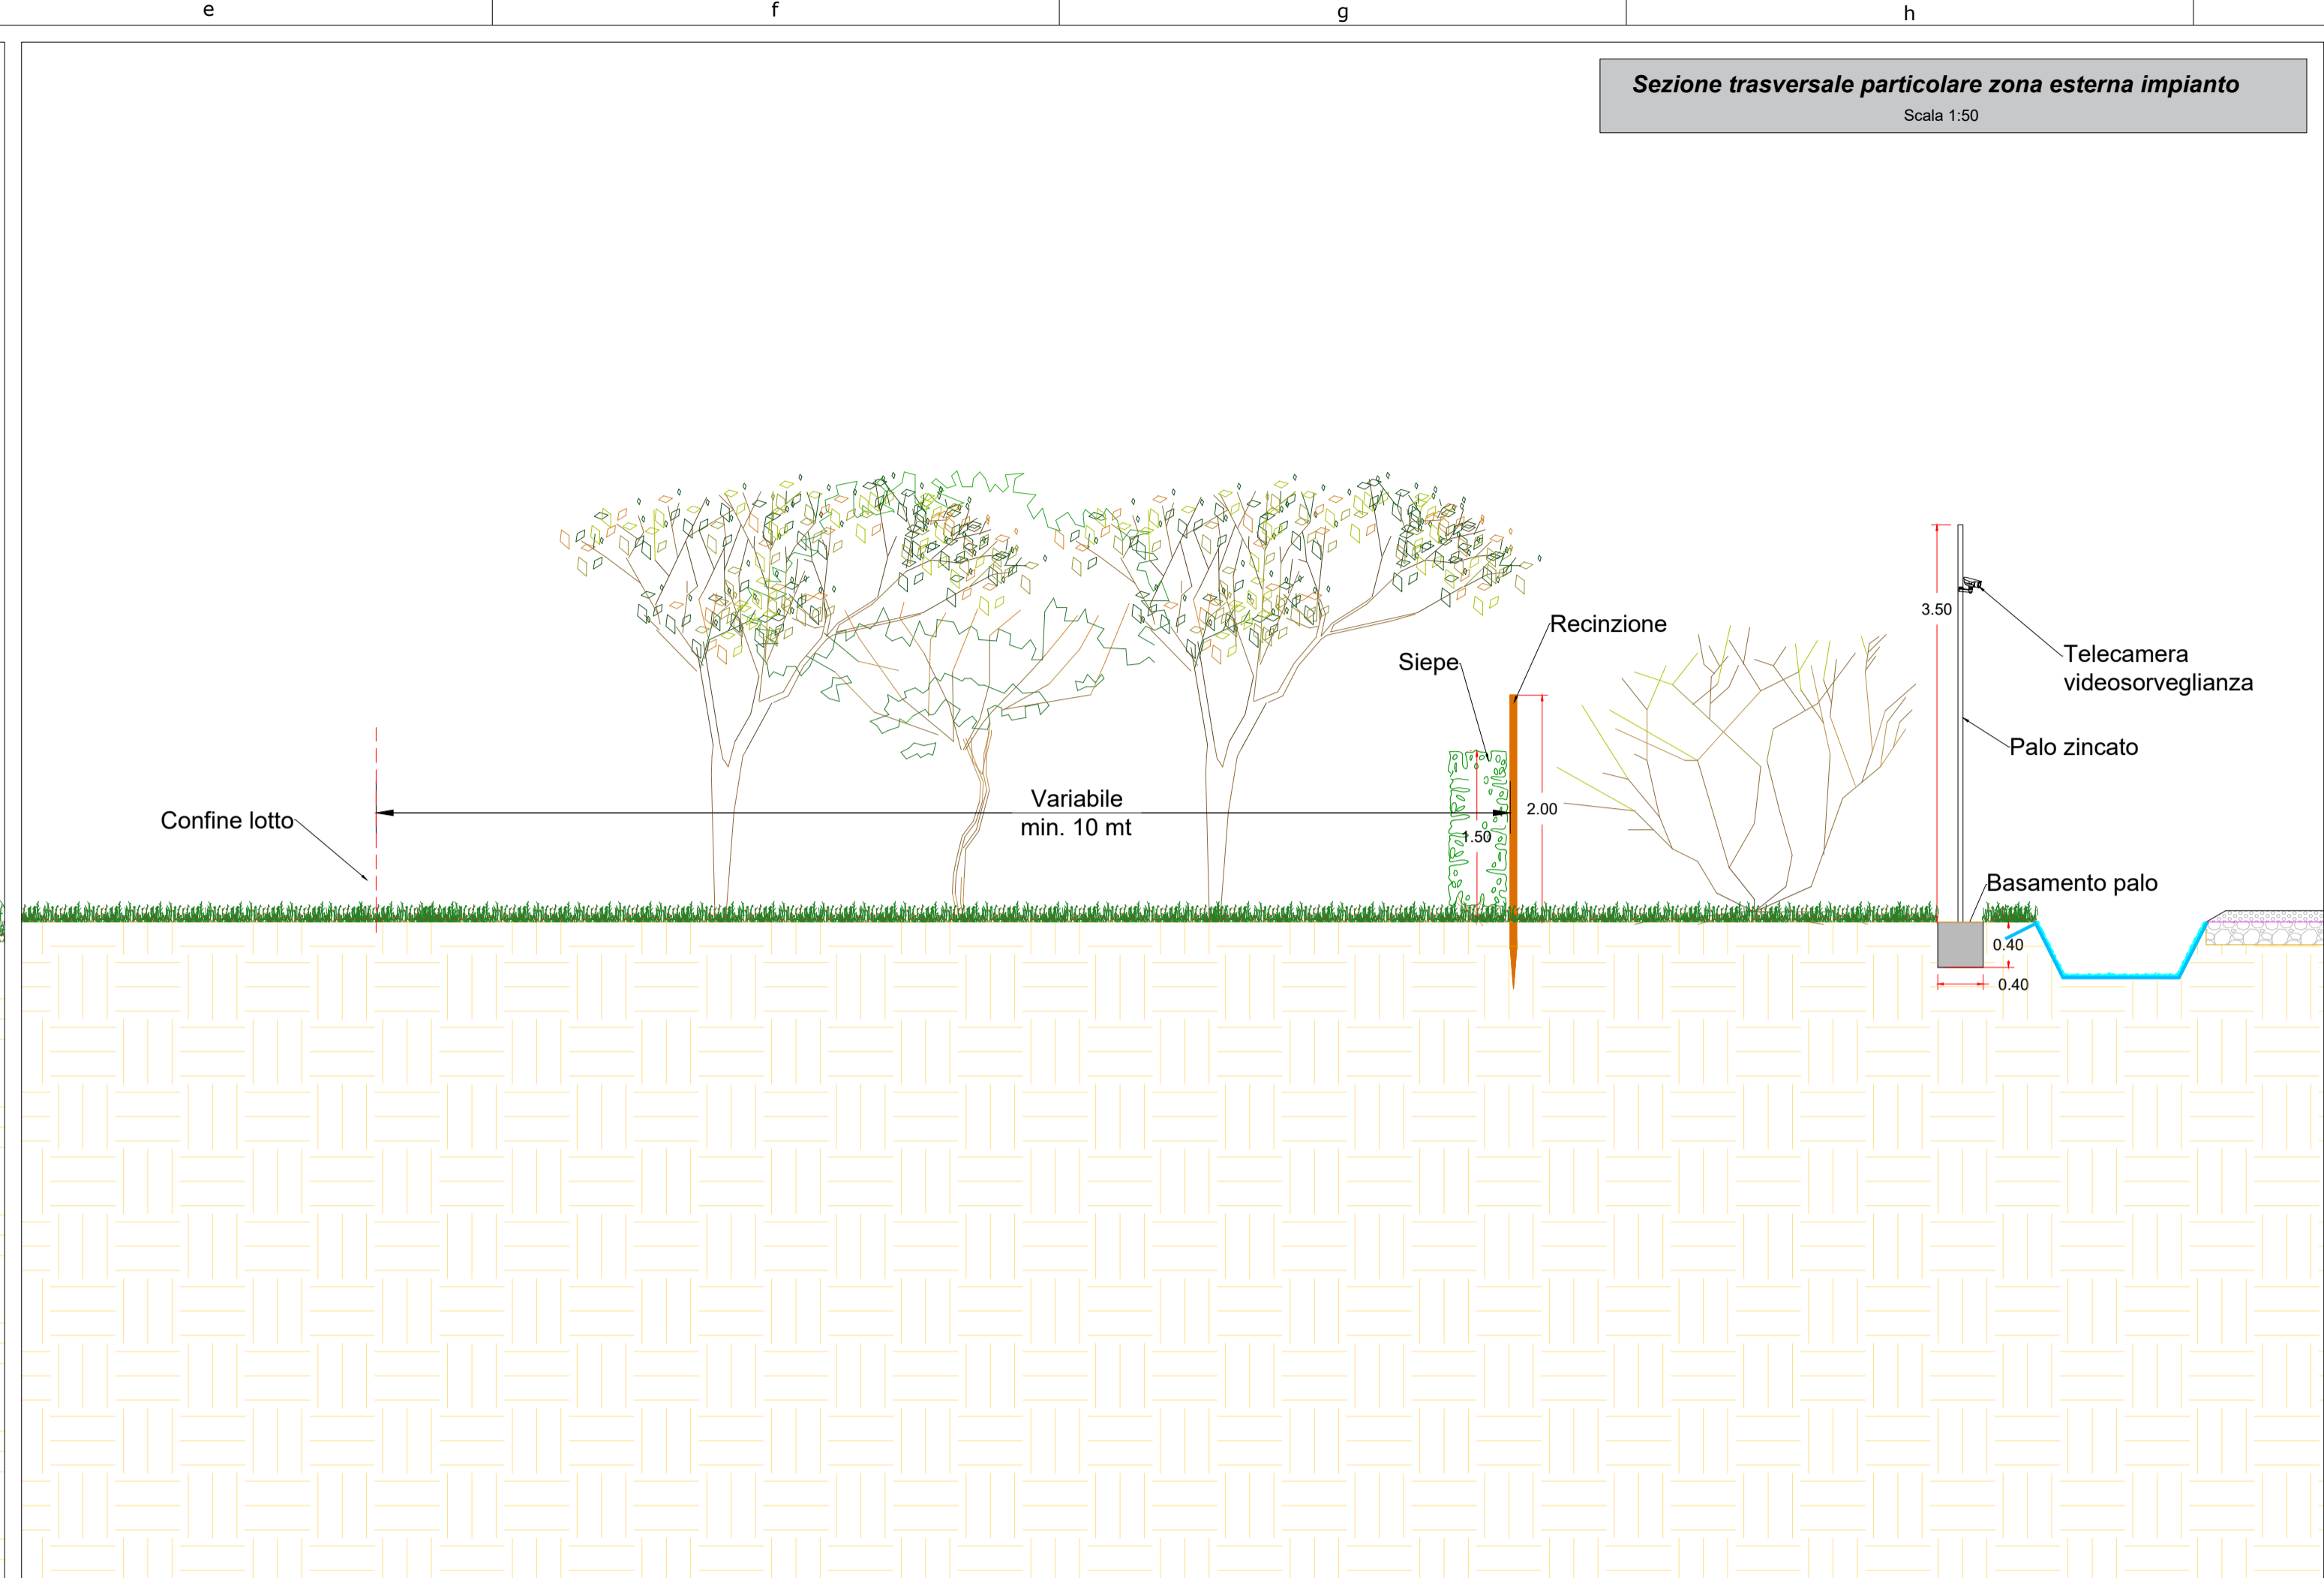 e
f
g
h
Sezione trasversale particolare zona esterna impianto
Scala 1:50
3.50
Recinzione
Siepe
Telecamera
videosorveglianza
Palo zincato
Confine lotto
Variabile
min. 10 mt
2.00
1.50
Basamento palo
0.40
0.40